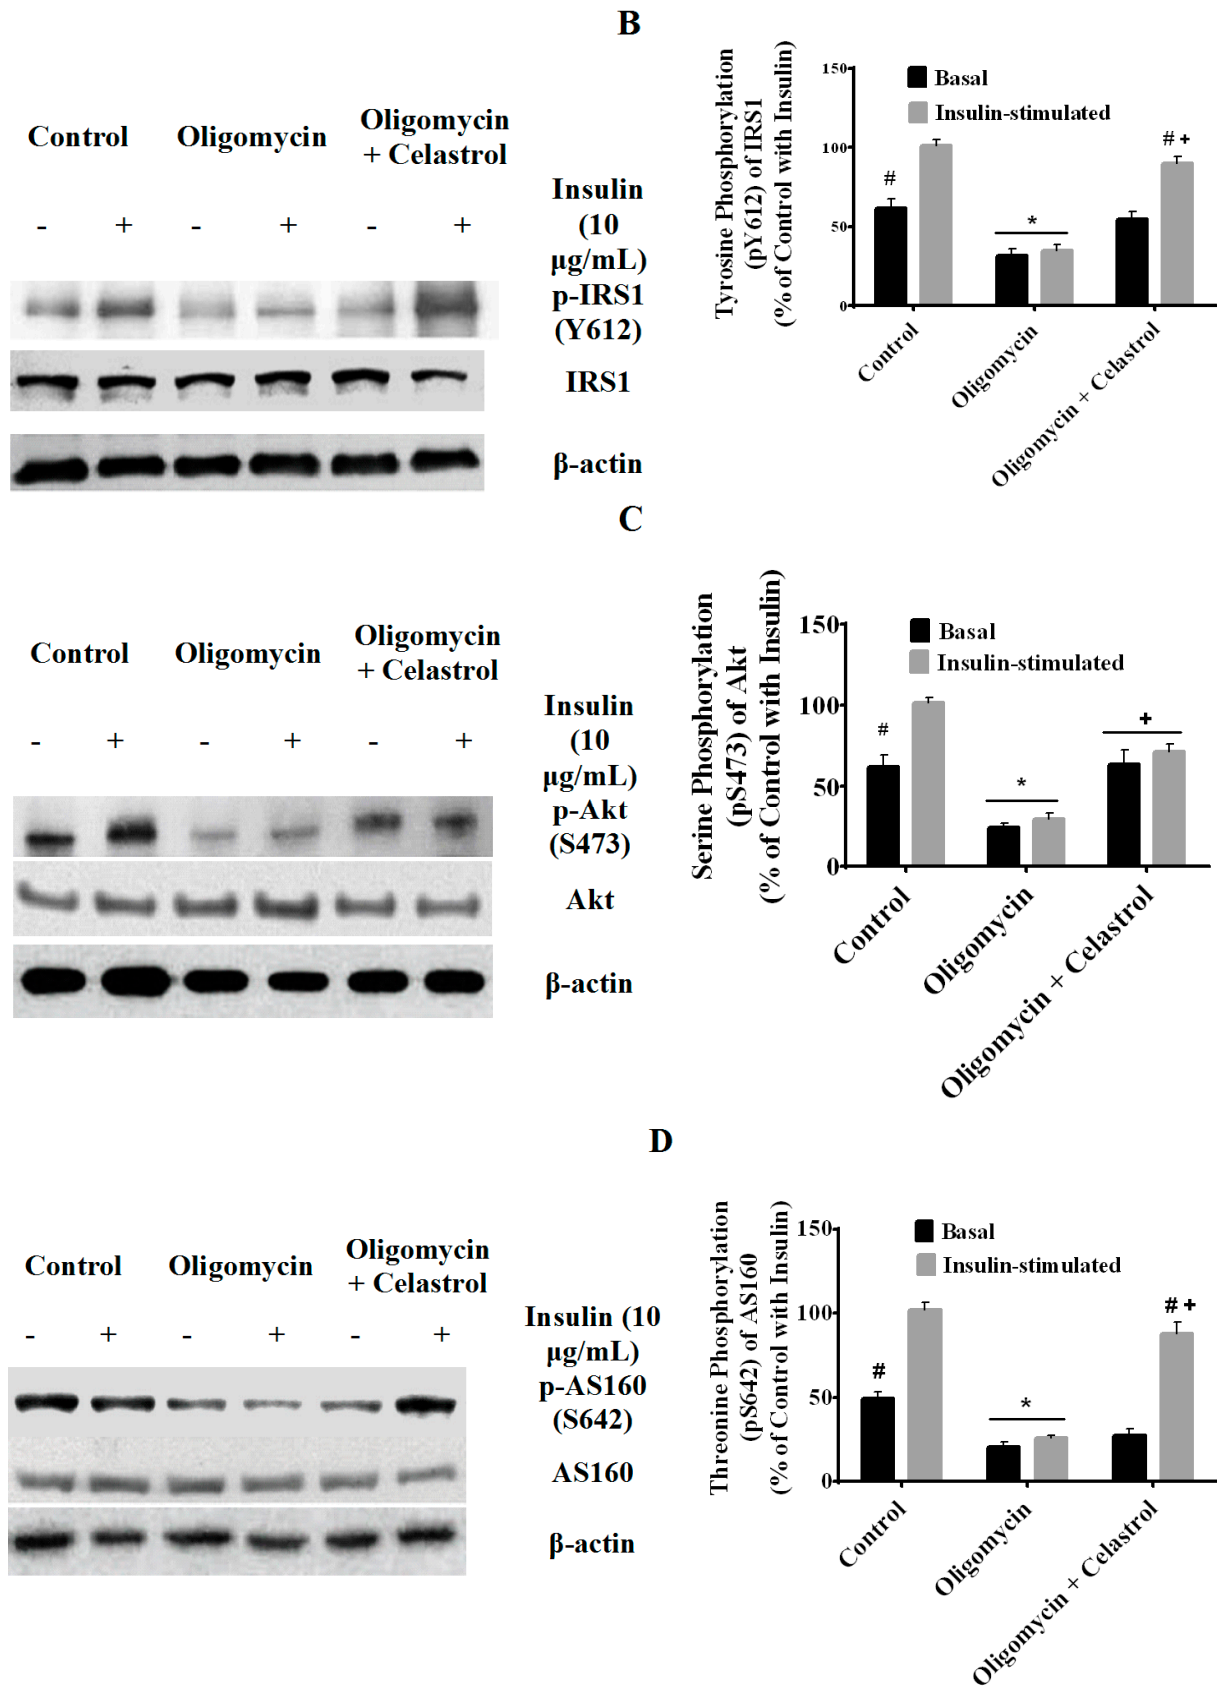 B
Control
Oligomycin
Oligomycin
+ Celastrol
- + - + - +
Insulin
(10
µg/mL)
p-IRS1
(Y612)
IRS1
β-actin
Tyrosine Phosphorylation
(pY612) of IRS1
(% of Control with Insulin)
150
100
50
0
Basal
Insulin-stimulated
#
*
# +
Control
Oligomycin
Oligomycin + Celastrol
C
Control
Oligomycin
Oligomycin
+ Celastrol
- + - + - +
Insulin
(10
µg/mL)
p-Akt
(S473)
Akt
β-actin
Serine Phosphorylation
(pS473) of Akt
(% of Control with Insulin)
150
100
50
0
Basal
Insulin-stimulated
#
*
+
Control
Oligomycin
Oligomycin + Celastrol
D
Control
Oligomycin
Oligomycin
+ Celastrol
- + - + - +
Insulin (10
µg/mL)
p-AS160
(S642)
AS160
β-actin
Threonine Phosphorylation
(pS642) of AS160
(% of Control with Insulin)
150
100
50
0
Basal
Insulin-stimulated
#
*
# +
Control
Oligomycin
Oligomycin + Celastrol